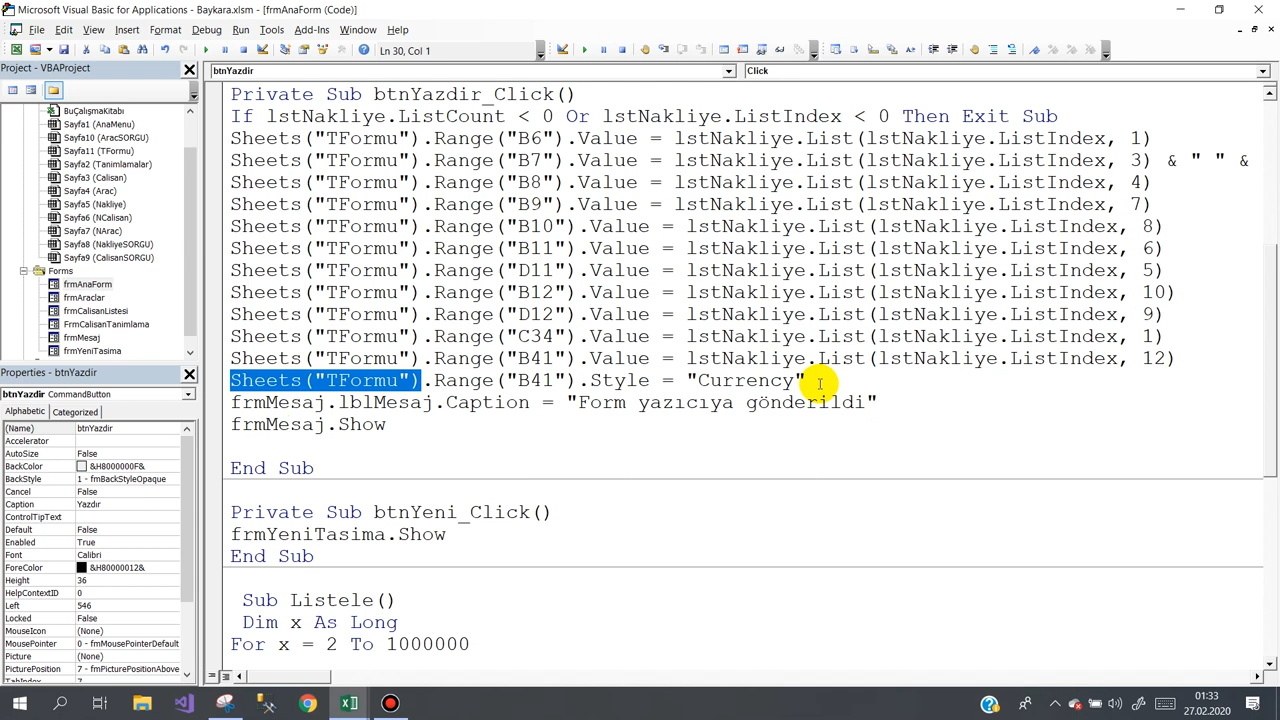 Microsoft Visual Basic for Applications - Baykara.xlsm - [frmAnaForm (Code)]
File Edit View Insert Format Debug Run Tools Add-Ins Window Help
Ln 30, Col 1
Project - VBAProject
btnYazdir
Click
BuÇalışmaKitabı
Sayfa1 (AnaMenu)
Sayfa10 (AracSORGU)
Sayfa11 (TFormu)
Sayfa2 (Tanimlamalar)
Sayfa3 (Calisan)
Sayfa4 (Arac)
Sayfa5 (Nakliye)
Sayfa6 (NCalisan)
Sayfa7 (NArac)
Sayfa8 (NakliyeSORGU)
Sayfa9 (CalisanSORGU)
Forms
frmAnaForm
frmAraclar
frmCalisanListesi
FrmCalisanTanimlama
frmMesaj
frmYeniTasima
Properties - btnYazdir
btnYazdir CommandButton
Alphabetic Categorized
(Name) btnYazdir
Accelerator
AutoSize False
BackColor &H8000000F&
BackStyle 1 - fmBackStyleOpaque
Cancel False
Caption Yazdır
ControlTipText
Default False
Enabled True
Font Calibri
ForeColor &H80000012&
Height 36
HelpContextID 0
Left 546
Locked False
MouseIcon (None)
MousePointer 0 - fmMousePointerDefault
Picture (None)
PicturePosition 7 - fmPicturePositionAbove
TabIndex 7
Private Sub btnYazdir_Click()
If lstNakliye.ListCount < 0 Or lstNakliye.ListIndex < 0 Then Exit Sub
Sheets("TFormu").Range("B6").Value = lstNakliye.List(lstNakliye.ListIndex, 1)
Sheets("TFormu").Range("B7").Value = lstNakliye.List(lstNakliye.ListIndex, 3) & " " &
Sheets("TFormu").Range("B8").Value = lstNakliye.List(lstNakliye.ListIndex, 4)
Sheets("TFormu").Range("B9").Value = lstNakliye.List(lstNakliye.ListIndex, 7)
Sheets("TFormu").Range("B10").Value = lstNakliye.List(lstNakliye.ListIndex, 8)
Sheets("TFormu").Range("B11").Value = lstNakliye.List(lstNakliye.ListIndex, 6)
Sheets("TFormu").Range("D11").Value = lstNakliye.List(lstNakliye.ListIndex, 5)
Sheets("TFormu").Range("B12").Value = lstNakliye.List(lstNakliye.ListIndex, 10)
Sheets("TFormu").Range("D12").Value = lstNakliye.List(lstNakliye.ListIndex, 9)
Sheets("TFormu").Range("C34").Value = lstNakliye.List(lstNakliye.ListIndex, 1)
Sheets("TFormu").Range("B41").Value = lstNakliye.List(lstNakliye.ListIndex, 12)
Sheets("TFormu").Range("B41").Style = "Currency"
frmMesaj.lblMesaj.Caption = "Form yazıcıya gönderildi"
frmMesaj.Show
End Sub
Private Sub btnYeni_Click()
frmYeniTasima.Show
End Sub
Sub Listele()
Dim x As Long
For x = 2 To 1000000
01:33
27.02.2020